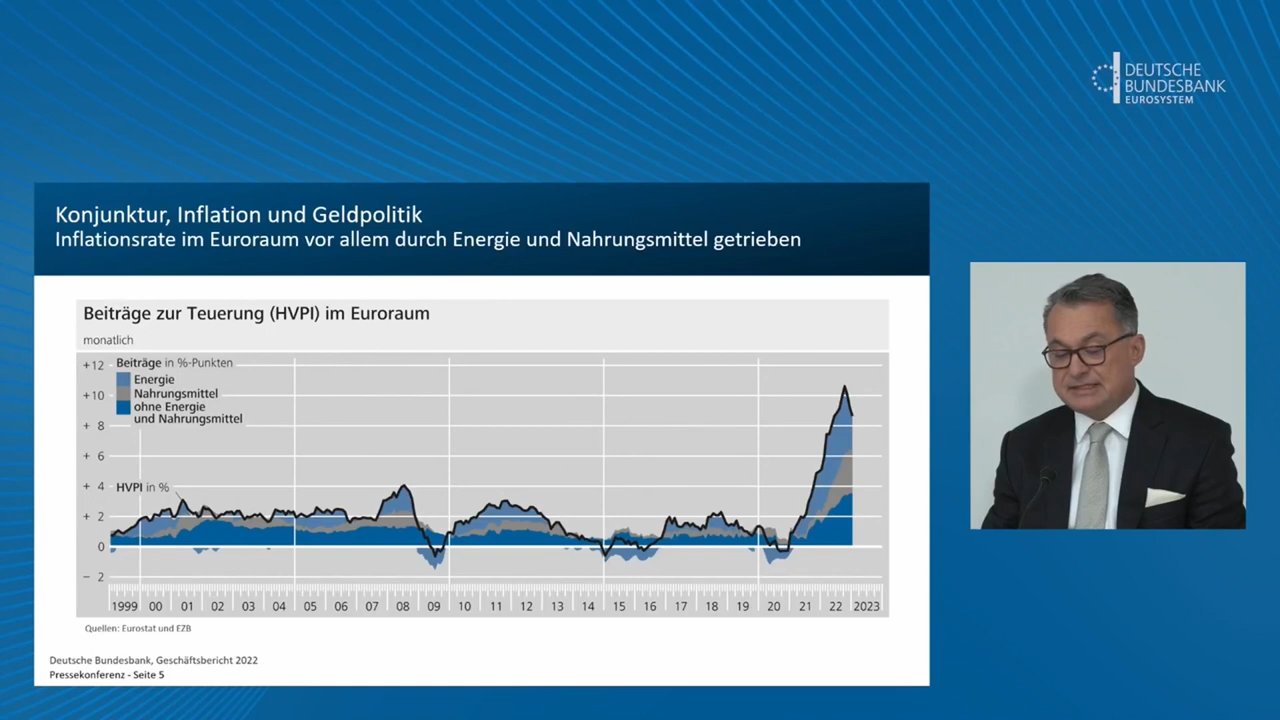 DEUTSCHE
BUNDESBANK
EUROSYSTEM
Konjunktur, Inflation und Geldpolitik
Inflationsrate im Euroraum vor allem durch Energie und Nahrungsmittel getrieben
Beiträge zur Teuerung (HVPI) im Euroraum
monatlich
Beiträge in %-Punkten
Energie
Nahrungsmittel
ohne Energie
und Nahrungsmittel
HVPI in %
+ 12
+ 10
+ 8
+ 6
+ 4
+ 2
0
− 2
1999 00 01 02 03 04 05 06 07 08 09 10 11 12 13 14 15 16 17 18 19 20 21 22 2023
Quellen: Eurostat und EZB
Deutsche Bundesbank, Geschäftsbericht 2022
Pressekonferenz - Seite 5